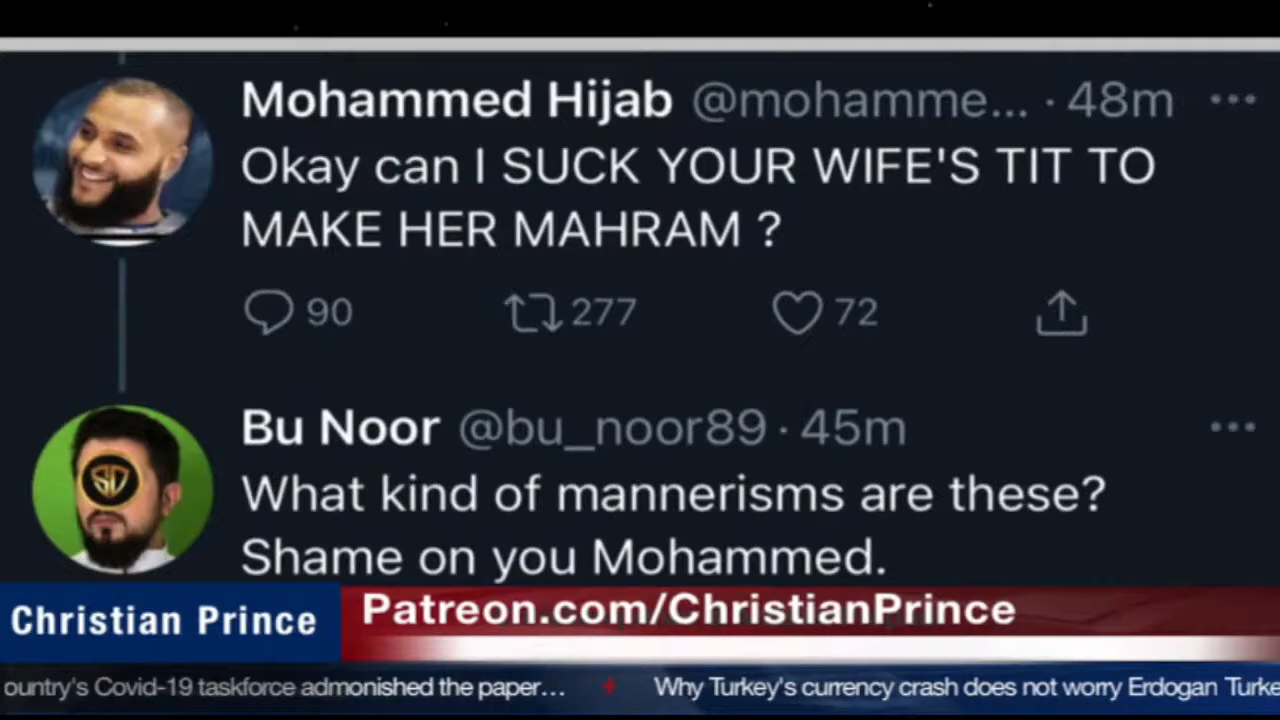 Mohammed Hijab @mohamme... · 48m ...
Okay can I SUCK YOUR WIFE'S TIT TO
MAKE HER MAHRAM ?
90 277 72
Bu Noor @bu_noor89 · 45m ...
What kind of mannerisms are these?
Shame on you Mohammed.
Christian Prince
Patreon.com/ChristianPrince
ountry's Covid-19 taskforce admonished the paper... Why Turkey's currency crash does not worry Erdogan Turke